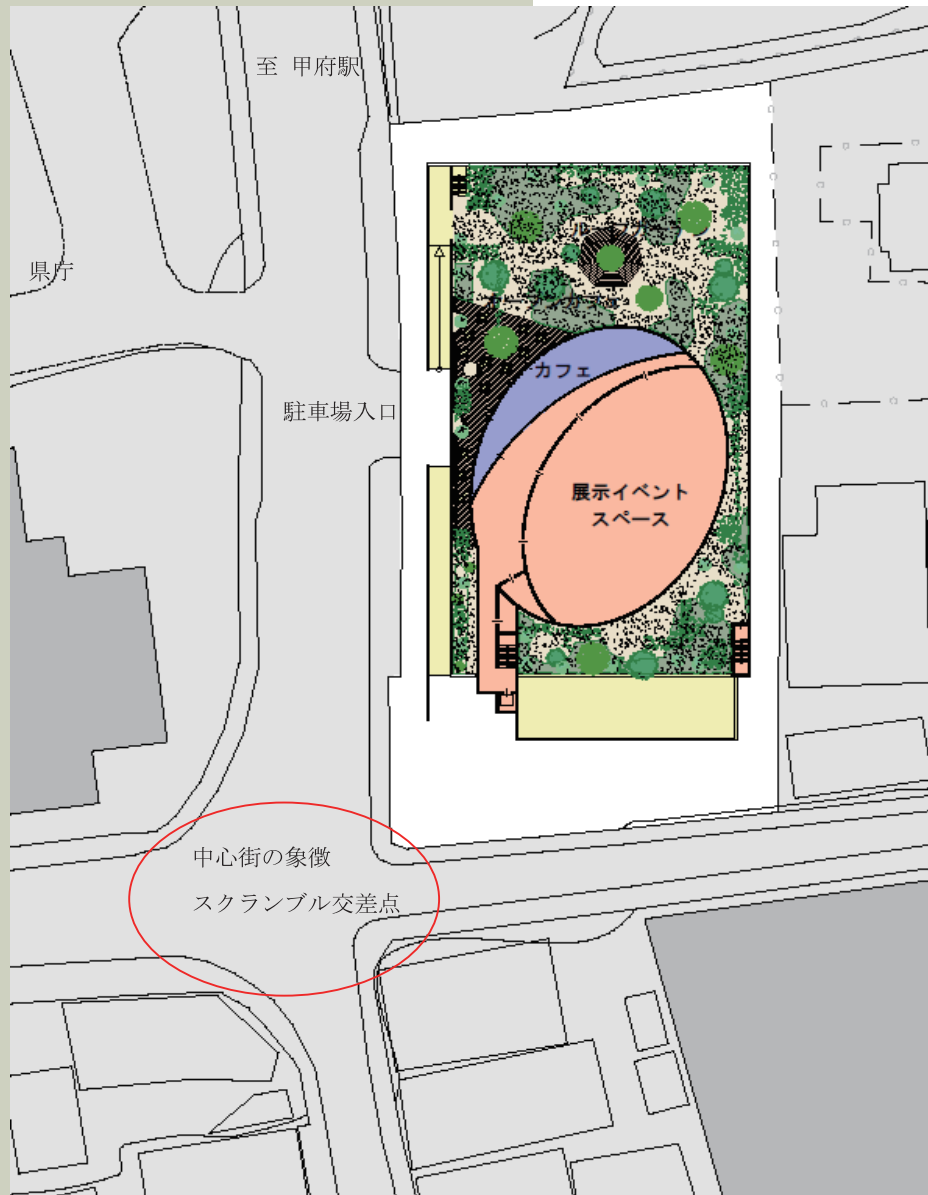 至 甲府駅
県庁
カフェ
駐車場入口
展示イベント
スペース
中心街の象徴
スクランブル交差点